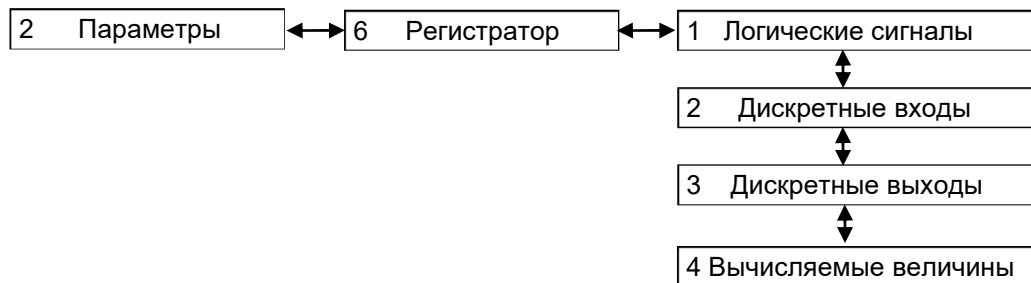 2 Параметры
6 Регистратор
1 Логические сигналы
2 Дискретные входы
3 Дискретные выходы
4 Вычисляемые величины